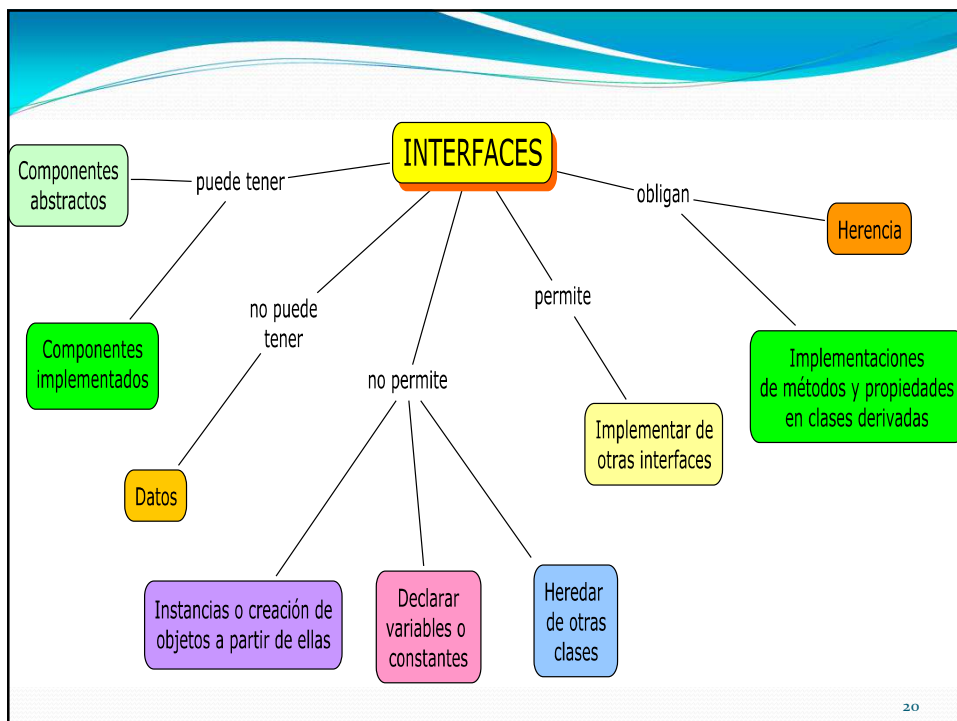 INTERFACES
Componentes
abstractos
puede tener
obligan
Herencia
no puede
tener
permite
Componentes
implementados
Implementaciones
de métodos y propiedades
en clases derivadas
no permite
Implementar de
otras interfaces
Datos
Instancias o creación de
objetos a partir de ellas
Declarar
variables o
constantes
Heredar
de otras
clases
20